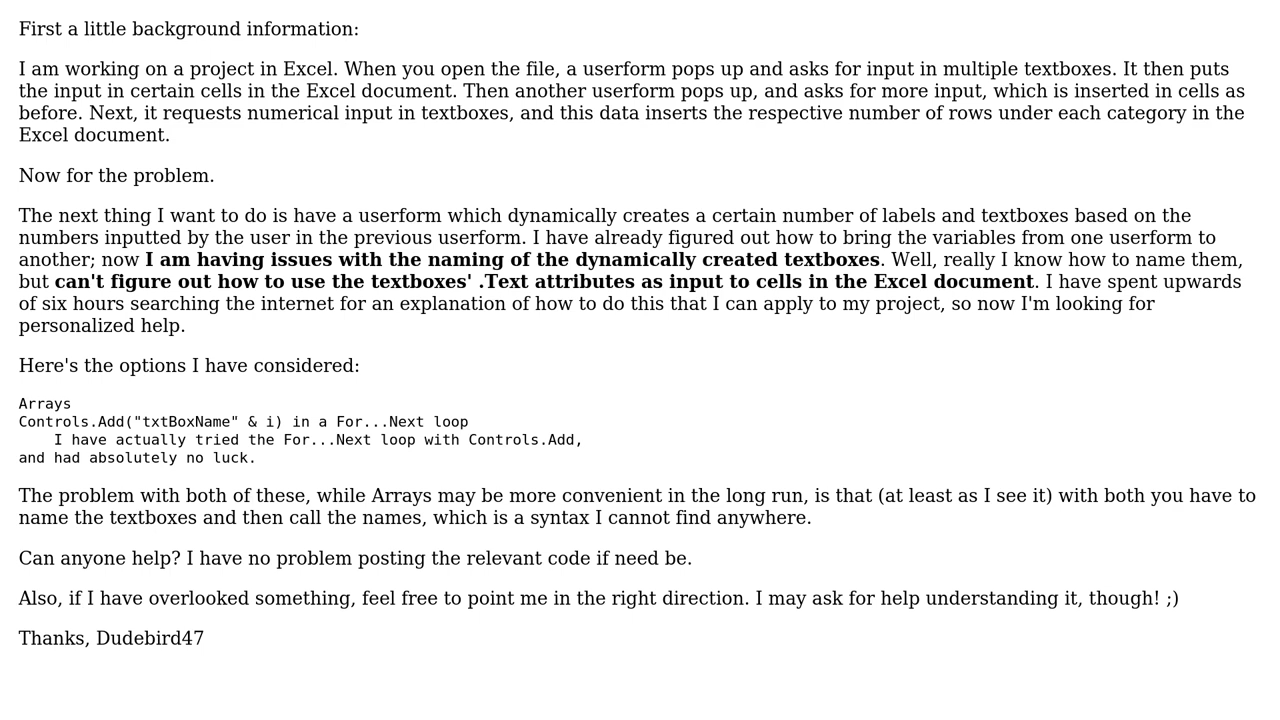 First a little background information:
I am working on a project in Excel. When you open the file, a userform pops up and asks for input in multiple textboxes. It then puts
the input in certain cells in the Excel document. Then another userform pops up, and asks for more input, which is inserted in cells as
before. Next, it requests numerical input in textboxes, and this data inserts the respective number of rows under each category in the
Excel document.
Now for the problem.
The next thing I want to do is have a userform which dynamically creates a certain number of labels and textboxes based on the
numbers inputted by the user in the previous userform. I have already figured out how to bring the variables from one userform to
another; now I am having issues with the naming of the dynamically created textboxes. Well, really I know how to name them,
but can't figure out how to use the textboxes' .Text attributes as input to cells in the Excel document. I have spent upwards
of six hours searching the internet for an explanation of how to do this that I can apply to my project, so now I'm looking for
personalized help.
Here's the options I have considered:
Arrays
Controls.Add("txtBoxName" & i) in a For...Next loop
    I have actually tried the For...Next loop with Controls.Add,
and had absolutely no luck.
The problem with both of these, while Arrays may be more convenient in the long run, is that (at least as I see it) with both you have to
name the textboxes and then call the names, which is a syntax I cannot find anywhere.
Can anyone help? I have no problem posting the relevant code if need be.
Also, if I have overlooked something, feel free to point me in the right direction. I may ask for help understanding it, though! ;)
Thanks, Dudebird47